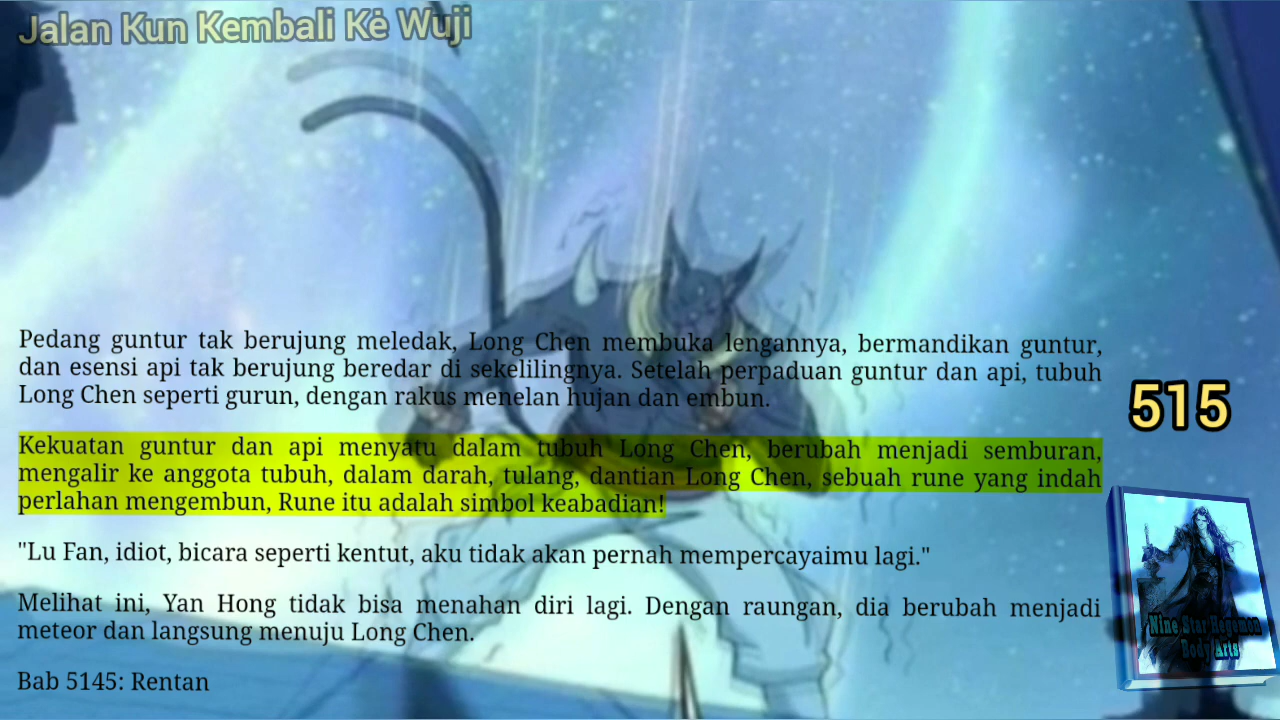 Jalan Kun Kembali Kė Wuji
Pedang guntur tak berujung meledak, Long Chen membuka lengannya, bermandikan guntur,
dan esensi api tak berujung beredar di sekelilingnya. Setelah perpaduan guntur dan api, tubuh
Long Chen seperti gurun, dengan rakus menelan hujan dan embun.
515
Kekuatan guntur dan api menyatu dalam tubuh Long Chen, berubah menjadi semburan,
mengalir ke anggota tubuh, dalam darah, tulang, dantian Long Chen, sebuah rune yang indah
perlahan mengembun, Rune itu adalah simbol keabadian!
"Lu Fan, idiot, bicara seperti kentut, aku tidak akan pernah mempercayaimu lagi."
Melihat ini, Yan Hong tidak bisa menahan diri lagi. Dengan raungan, dia berubah menjadi
meteor dan langsung menuju Long Chen.
Nine Star Hegemon
Body Arts
Bab 5145: Rentan